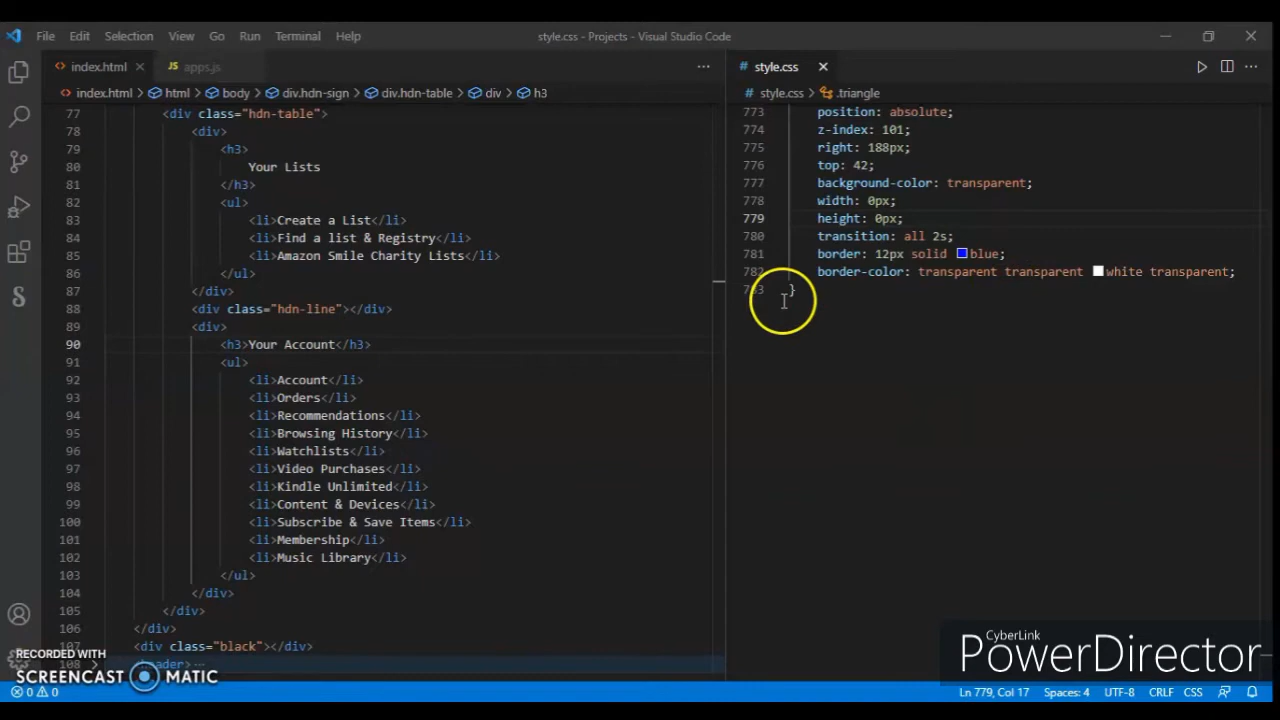 File Edit Selection View Go Run Terminal Help style.css - Projects - Visual Studio Code
index.html JS apps.js
index.html > html > body > div.hdn-sign > div.hdn-table > div > h3
77 <div class="hdn-table">
78 <div>
79 <h3>
80 Your Lists
81 </h3>
82 <ul>
83 <li>Create a List</li>
84 <li>Find a list & Registry</li>
85 <li>Amazon Smile Charity Lists</li>
86 </ul>
87 </div>
88 <div class="hdn-line"></div>
89 <div>
90 <h3>Your Account</h3>
91 <ul>
92 <li>Account</li>
93 <li>Orders</li>
94 <li>Recommendations</li>
95 <li>Browsing History</li>
96 <li>Watchlists</li>
97 <li>Video Purchases</li>
98 <li>Kindle Unlimited</li>
99 <li>Content & Devices</li>
100 <li>Subscribe & Save Items</li>
101 <li>Membership</li>
102 <li>Music Library</li>
103 </ul>
104 </div>
105 </div>
106 </div>
107 <div class="black"></div>
108 > <header> ...
# style.css
# style.css > .triangle
773 position: absolute;
774 z-index: 101;
775 right: 188px;
776 top: 42;
777 background-color: transparent;
778 width: 0px;
779 height: 0px;
780 transition: all 2s;
781 border: 12px solid blue;
782 border-color: transparent transparent white transparent;
783 }
RECORDED WITH
SCREENCAST MATIC
CyberLink
PowerDirector
0 0 Ln 779, Col 17 Spaces: 4 UTF-8 CRLF CSS